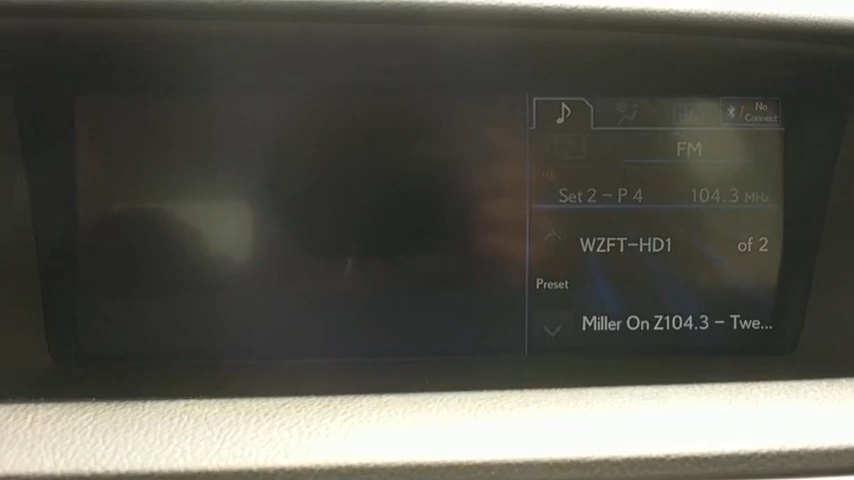 No
Connect
FM
Set 2 - P 4 104.3 MHz
WZFT-HD1 of 2
Preset
Miller On Z104.3 - Twe...